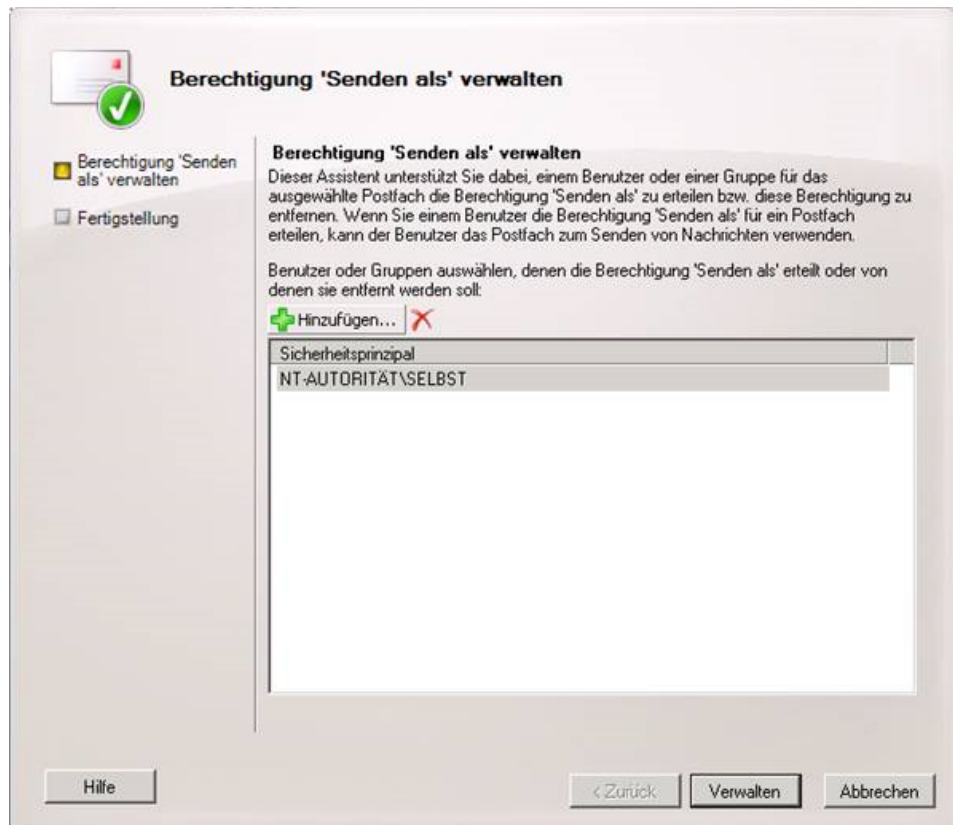 Berechtigung 'Senden als' verwalten
Berechtigung 'Senden
als' verwalten
Fertigstellung
Berechtigung 'Senden als' verwalten
Dieser Assistent unterstützt Sie dabei, einem Benutzer oder einer Gruppe für das
ausgewählte Postfach die Berechtigung 'Senden als' zu erteilen bzw. diese Berechtigung zu
entfernen. Wenn Sie einem Benutzer die Berechtigung 'Senden als' für ein Postfach
erteilen, kann der Benutzer das Postfach zum Senden von Nachrichten verwenden.
Benutzer oder Gruppen auswählen, denen die Berechtigung 'Senden als' erteilt oder von
denen sie entfernt werden soll:
Hinzufügen...
Sicherheitsprinzipal
NT-AUTORITÄT\SELBST
Hilfe
< Zurück
Verwalten
Abbrechen